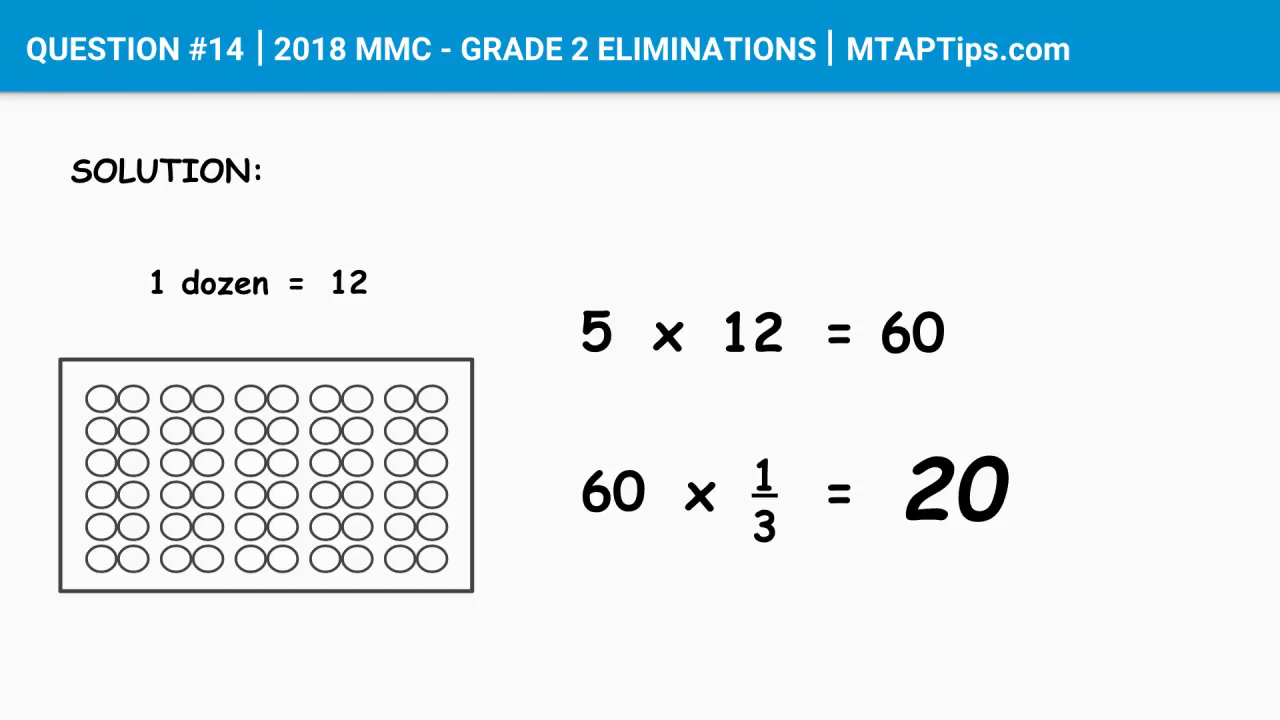 QUESTION #14 | 2018 MMC - GRADE 2 ELIMINATIONS | MTAPTips.com
SOLUTION:
1 dozen = 12
5 x 12 = 60
60 x 1/3 = 20